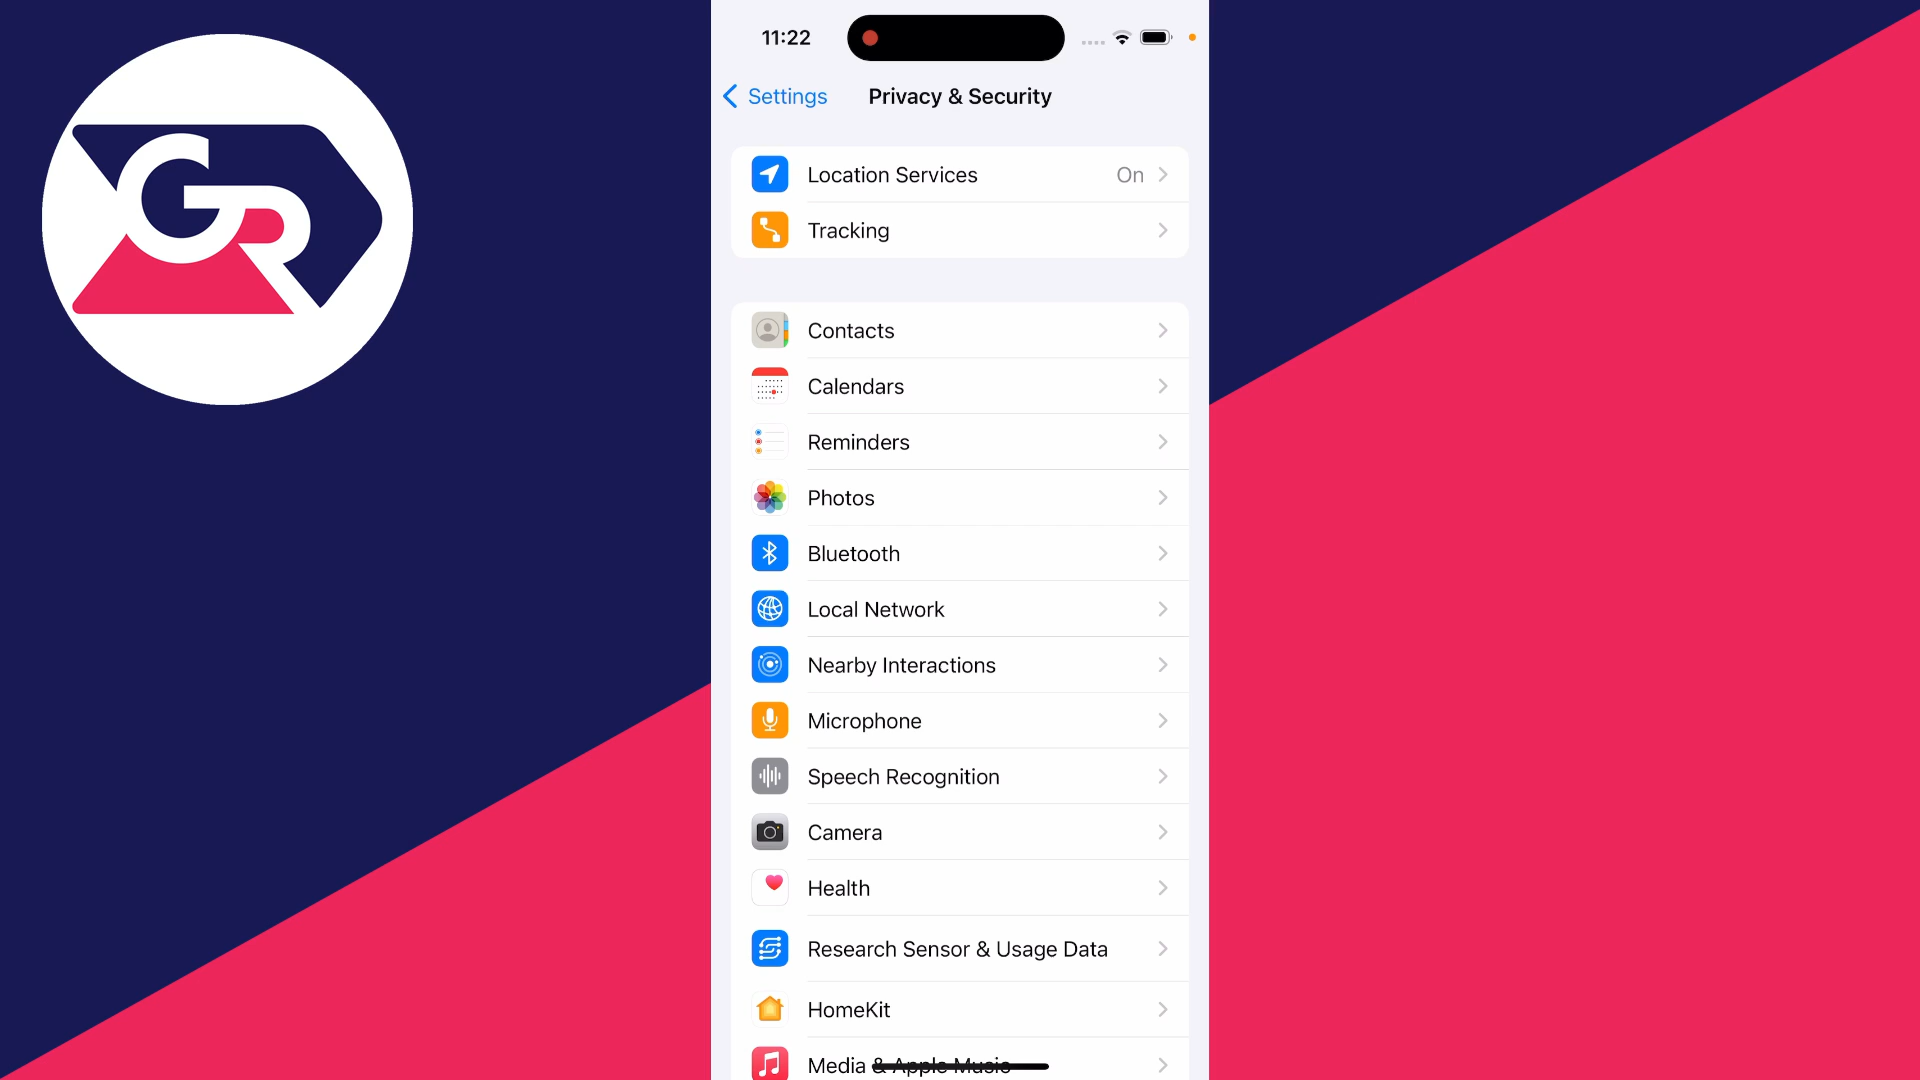 GR
11:22
Settings
Privacy & Security
Location Services On
Tracking
Contacts
Calendars
Reminders
Photos
Bluetooth
Local Network
Nearby Interactions
Microphone
Speech Recognition
Camera
Health
Research Sensor & Usage Data
HomeKit
Media & Apple Music